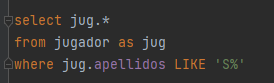 select jug.*
from jugador as jug
where jug.apellidos LIKE 'S%'